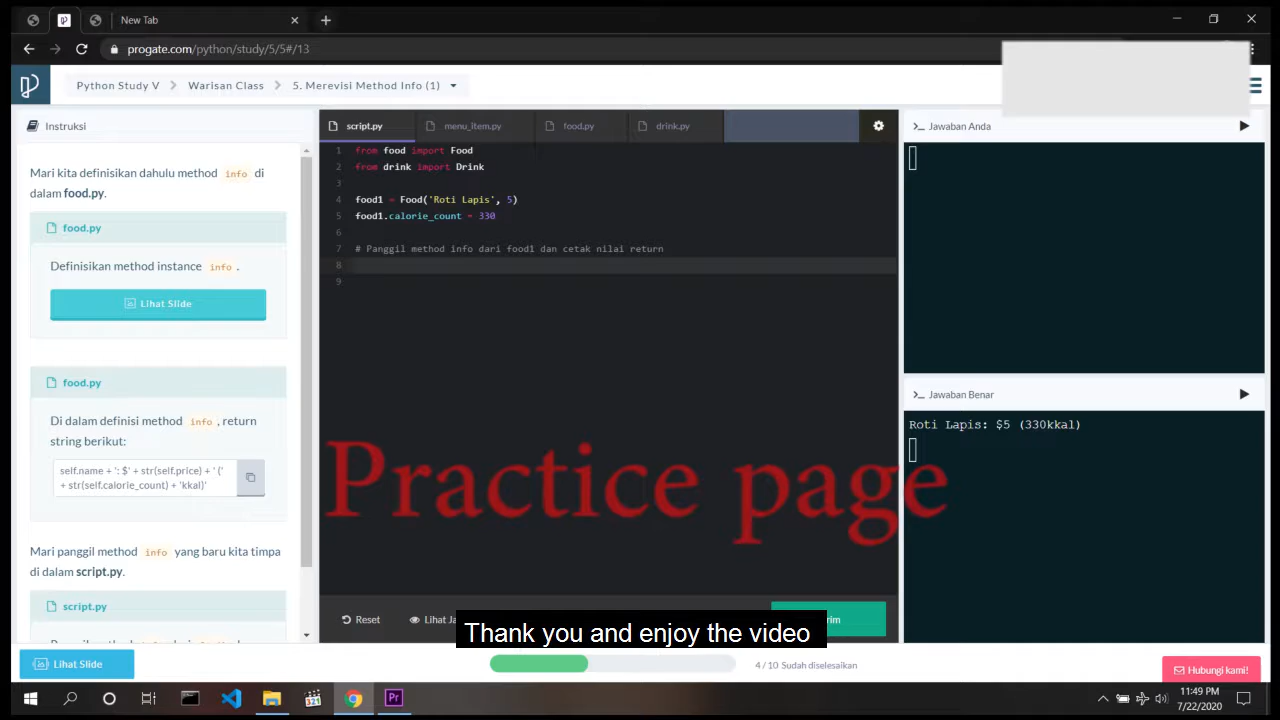 New Tab
progate.com/python/study/5/5#/13
Python Study V
Warisan Class
5. Merevisi Method Info (1)
Instruksi
script.py
menu_item.py
food.py
drink.py
Jawaban Anda
Mari kita definisikan dahulu method info di
dalam food.py.
food.py
Definisikan method instance info .
Lihat Slide
food.py
Di dalam definisi method info , return
string berikut:
self.name + ': $' + str(self.price) + ' ('
+ str(self.calorie_count) + 'kkal)'
Mari panggil method info yang baru kita timpa
di dalam script.py.
script.py
1 from food import Food
2 from drink import Drink
3
4 food1 = Food('Roti Lapis', 5)
5 food1.calorie_count = 330
6
7 # Panggil method info dari food1 dan cetak nilai return
8
9
Jawaban Benar
Roti Lapis: $5 (330kkal)
Practice page
Reset
Lihat
Thank you and enjoy the video
Lihat Slide
4 / 10 Sudah diselesaikan
Hubungi kami!
321
Pr
11:49 PM
7/22/2020